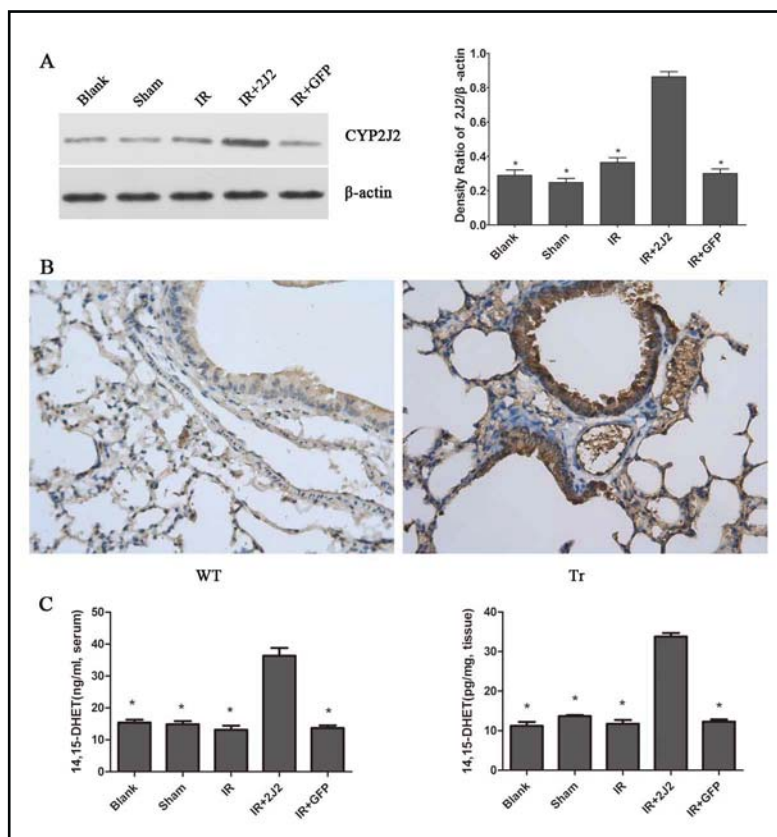 A
Blank Sham IR IR+2J2 IR+GFP
CYP2J2
β-actin
Density Ratio of 2J2/β-actin
1.0
0.8
0.6
0.4
0.2
0.0
* * * *
Blank Sham IR IR+2J2 IR+GFP
B
WT Tr
C
14,15-DHET(ng/ml, serum)
50
40
30
20
10
0
* * * *
Blank Sham IR IR+2J2 IR+GFP
14,15-DHET(pg/mg, tissue)
40
30
20
10
0
* * * *
Blank Sham IR IR+2J2 IR+GFP